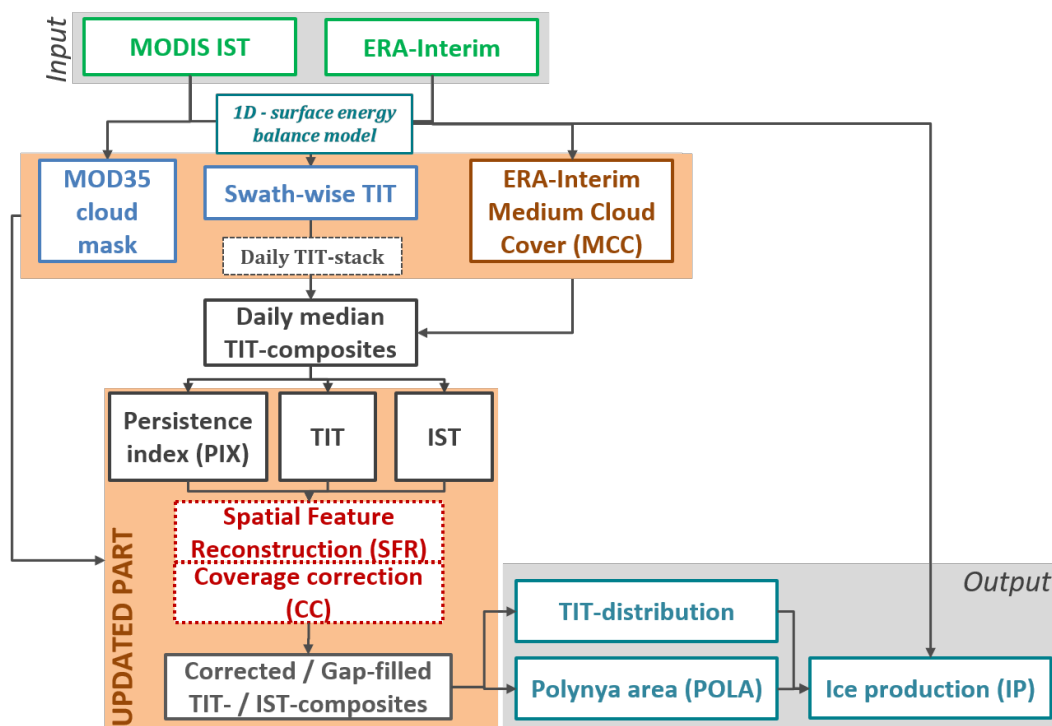 Input
MODIS IST
ERA-Interim
1D - surface energy
balance model
MOD35
cloud
mask
Swath-wise TIT
Daily TIT-stack
ERA-Interim
Medium Cloud
Cover (MCC)
Daily median
TIT-composites
Persistence
index (PIX)
TIT
IST
UPDATED PART
Spatial Feature
Reconstruction (SFR)
Coverage correction
(CC)
Corrected / Gap-filled
TIT- / IST-composites
Output
TIT-distribution
Polynya area (POLA)
Ice production (IP)